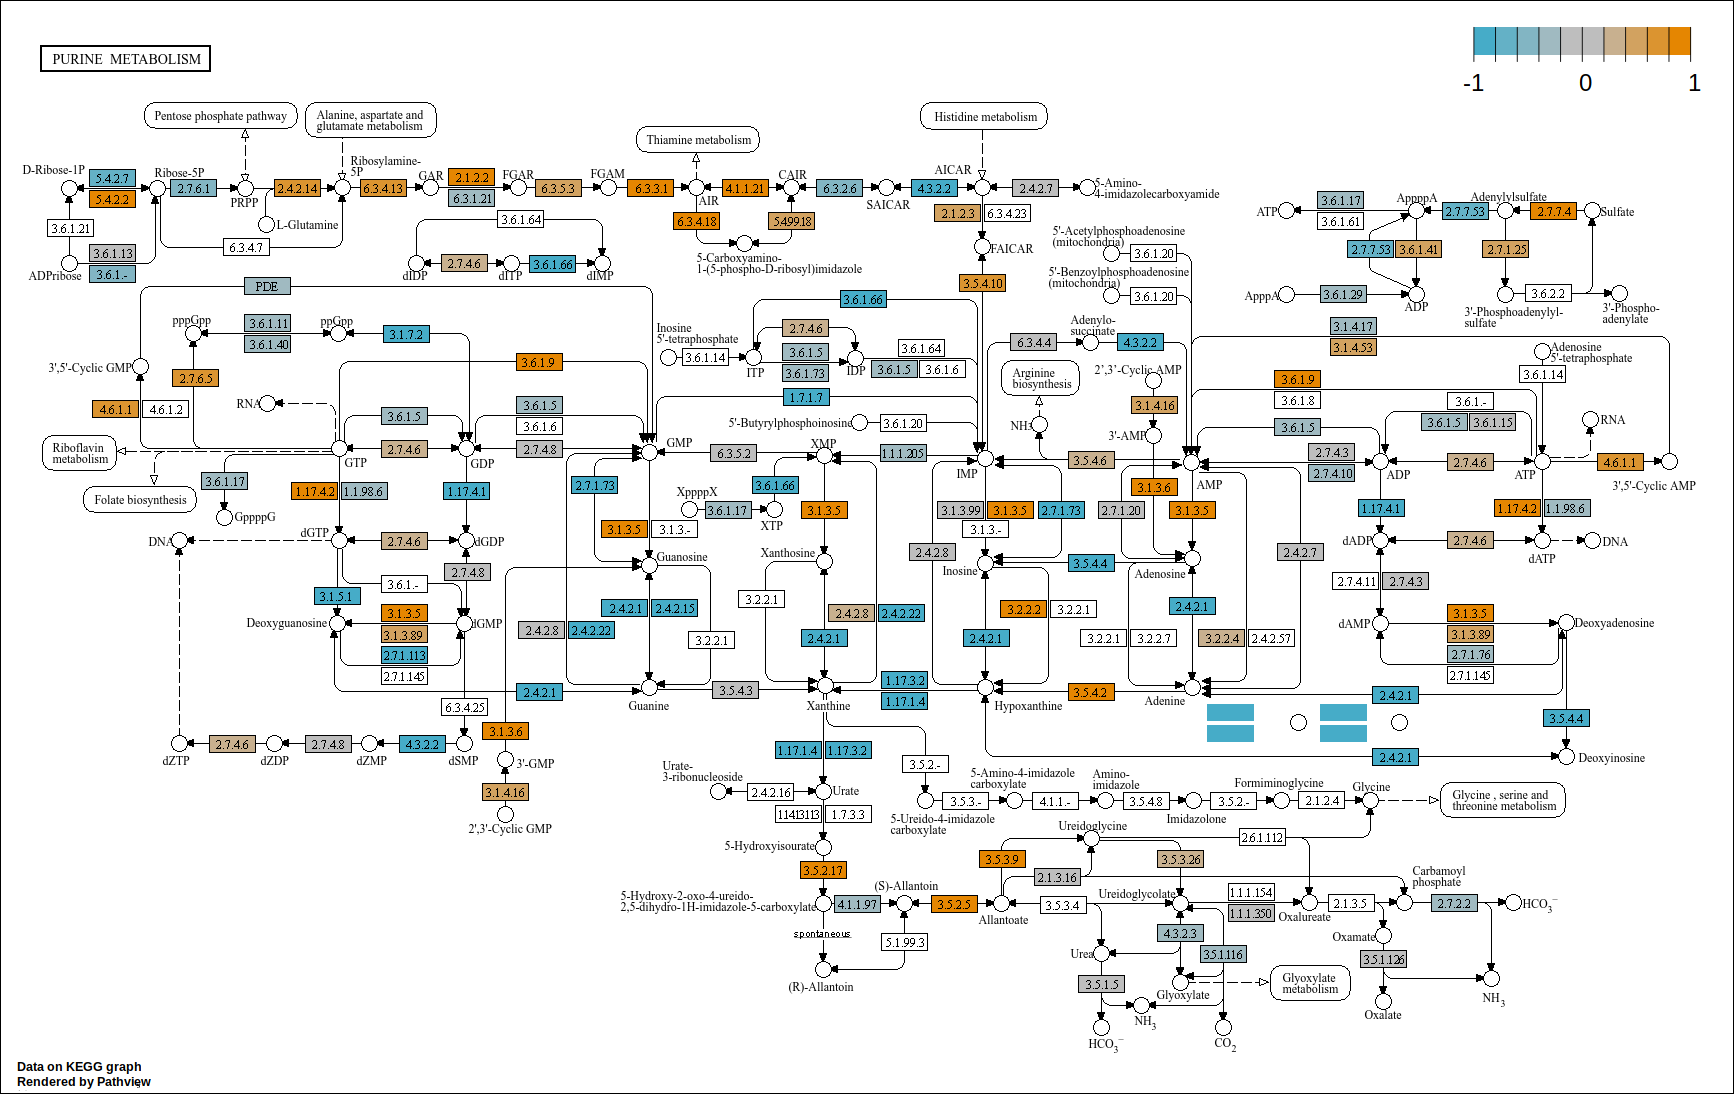 PURINE METABOLISM
-1 0 1
Pentose phosphate pathway
Alanine, aspartate and
glutamate metabolism
Thiamine metabolism
Histidine metabolism
D-Ribose-1P
5.4.2.7
5.4.2.2
Ribose-5P
2.7.6.1
PRPP
2.4.2.14
Ribosylamine-
5P
6.3.4.13
GAR
2.1.2.2
6.3.1.21
FGAR
6.3.5.3
FGAM
6.3.3.1
AIR
4.1.1.21
CAIR
6.3.2.6
SAICAR
4.3.2.2
AICAR
2.4.2.7
5-Amino-
4-imidazolecarboxyamide
3.6.1.21
L-Glutamine
6.3.4.7
3.6.1.13
3.6.1.-
ADPribose
3.6.1.64
dIDP
2.7.4.6
dITP
3.6.1.66
dIMP
6.3.4.18
5.4.99.18
5-Carboxyamino-
1-(5-phospho-D-ribosyl)imidazole
2.1.2.3
6.3.4.23
FAICAR
3.5.4.10
5'-Acetylphosphoadenosine
(mitochondria)
3.6.1.20
5'-Benzoylphosphoadenosine
(mitochondria)
3.6.1.20
ATP
3.6.1.17
3.6.1.61
AppppA
2.7.7.53
Adenylylsulfate
2.7.7.4
Sulfate
2.7.7.53
3.6.1.41
2.7.1.25
ApppA
3.6.1.29
ADP
3.6.2.2
3'-Phosphoadenylyl-
sulfate
3'-Phospho-
adenylate
PDE
pppGpp
3.6.1.11
3.6.1.40
ppGpp
3.1.7.2
3',5'-Cyclic GMP
2.7.6.5
4.6.1.1
4.6.1.2
RNA
3.6.1.9
3.6.1.66
Inosine
5'-tetraphosphate
3.6.1.14
ITP
2.7.4.6
3.6.1.5
3.6.1.73
IDP
3.6.1.64
3.6.1.5
3.6.1.6
1.7.1.7
5'-Butyrylphosphoinosine
3.6.1.20
6.3.4.4
Adenylo-
succinate
4.3.2.2
Arginine
biosynthesis
NH3
2',3'-Cyclic AMP
3.1.4.16
3'-AMP
3.1.3.6
3.1.4.17
3.1.4.53
Adenosine
5'-tetraphosphate
3.6.1.14
3.6.1.9
3.6.1.8
3.6.1.5
3.6.1.-
3.6.1.5
3.6.1.15
RNA
Riboflavin
metabolism
Folate biosynthesis
GTP
3.6.1.5
2.7.4.6
GDP
3.6.1.5
3.6.1.6
2.7.4.8
GMP
6.3.5.2
XMP
1.1.1.205
IMP
3.5.4.6
AMP
2.7.4.3
2.7.4.10
ADP
2.7.4.6
ATP
4.6.1.1
3',5'-Cyclic AMP
3.6.1.17
GppppG
1.17.4.2
1.1.98.6
1.17.4.1
2.7.1.73
3.1.3.5
3.1.3.-
XppppX
3.6.1.17
3.6.1.66
XTP
3.1.3.5
3.1.3.99
3.1.3.5
2.7.1.73
3.1.3.-
2.7.1.20
3.1.3.5
1.17.4.1
1.17.4.2
1.1.98.6
DNA
dGTP
2.7.4.6
dGDP
2.7.4.8
Guanosine
Xanthosine
2.4.2.8
Inosine
3.5.4.4
Adenosine
2.4.2.7
dADP
2.7.4.6
dATP
DNA
3.6.1.-
3.1.5.1
3.1.3.5
3.1.3.89
2.7.1.113
2.7.1.145
Deoxyguanosine
dGMP
2.4.2.8
2.4.2.22
2.4.2.1
2.4.2.15
3.2.2.1
3.2.2.1
2.4.2.8
2.4.2.22
2.4.2.1
2.4.2.1
3.2.2.2
3.2.2.1
2.4.2.1
3.2.2.1
3.2.2.7
3.2.2.4
2.4.2.57
2.7.4.11
2.7.4.3
dAMP
3.1.3.5
3.1.3.89
2.7.1.76
2.7.1.145
Deoxyadenosine
2.4.2.1
Guanine
3.5.4.3
Xanthine
1.17.3.2
1.17.1.4
Hypoxanthine
3.5.4.2
Adenine
2.4.2.1
3.5.4.4
2.4.2.1
Deoxyinosine
6.3.4.25
dZTP
2.7.4.6
dZDP
2.7.4.8
dZMP
4.3.2.2
dSMP
3.1.3.6
3'-GMP
3.1.4.16
2',3'-Cyclic GMP
1.17.1.4
1.17.3.2
Urate-
3-ribonucleoside
2.4.2.16
Urate
1.14.13.113
1.7.3.3
5-Hydroxyisourate
3.5.2.17
3.5.2.-
5-Ureido-4-imidazole
carboxylate
3.5.3.-
5-Amino-4-imidazole
carboxylate
4.1.1.-
Amino-
imidazole
3.5.4.8
Imidazolone
3.5.2.-
Formiminoglycine
2.1.2.4
Glycine
Glycine , serine and
threonine metabolism
5-Hydroxy-2-oxo-4-ureido-
2,5-dihydro-1H-imidazole-5-carboxylate
4.1.1.97
(S)-Allantoin
3.5.2.5
Allantoate
3.5.3.9
2.1.3.16
Ureidoglycine
3.5.3.26
2.6.1.112
3.5.3.4
Ureidoglycolate
1.1.1.154
1.1.1.350
Oxalureate
2.1.3.5
Carbamoyl
phosphate
2.7.2.2
HCO3−
spontaneous
5.1.99.3
(R)-Allantoin
Urea
4.3.2.3
3.5.1.116
3.5.1.5
Glyoxylate
Glyoxylate
metabolism
Oxamate
3.5.1.126
Oxalate
NH3
NH3
HCO3−
CO2
Data on KEGG graph
Rendered by Pathview